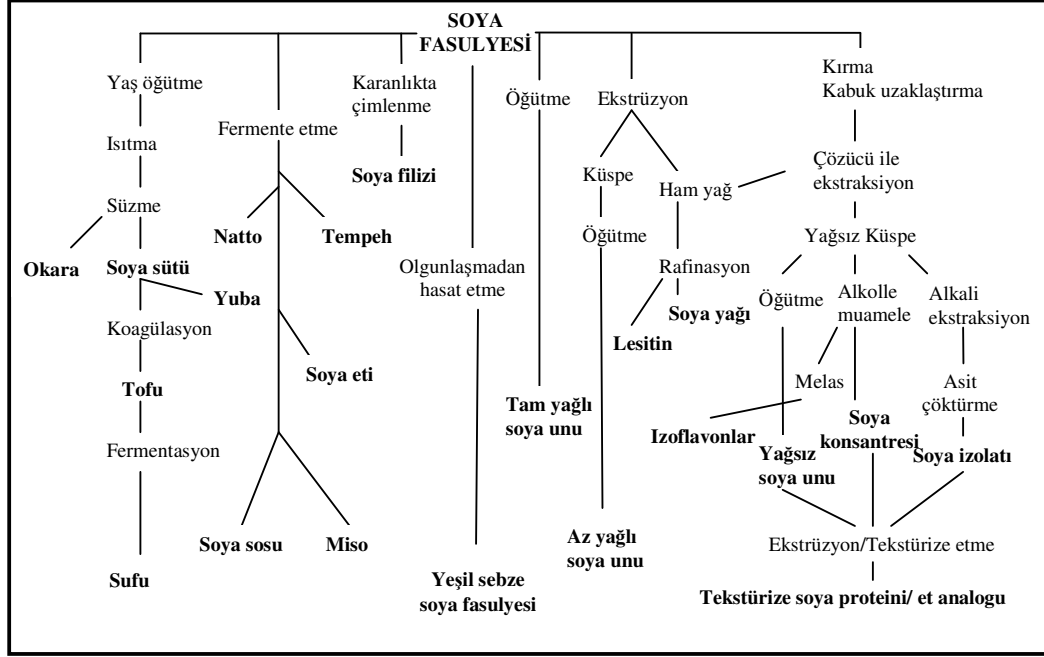 SOYA
FASULYESİ
Yaş öğütme
Isıtma
Süzme
Okara
Soya sütü
Yuba
Koagülasyon
Tofu
Fermentasyon
Sufu
Fermente etme
Natto
Tempeh
Soya eti
Soya sosu
Miso
Karanlıkta
çimlenme
Soya filizi
Olgunlaşmadan
hasat etme
Yeşil sebze
soya fasulyesi
Öğütme
Tam yağlı
soya unu
Ekstrüzyon
Küspe
Öğütme
Az yağlı
soya unu
Ham yağ
Rafinasyon
Soya yağı
Lesitin
Kırma
Kabuk uzaklaştırma
Çözücü ile
ekstraksiyon
Yağsız Küspe
Öğütme
Yağsız
soya unu
Alkolle
muamele
Melas
Izoflavonlar
Soya
konsantresi
Alkali
ekstraksiyon
Asit
çöktürme
Soya izolatı
Ekstrüzyon/Tekstürize etme
Tekstürize soya proteini/ et analogu